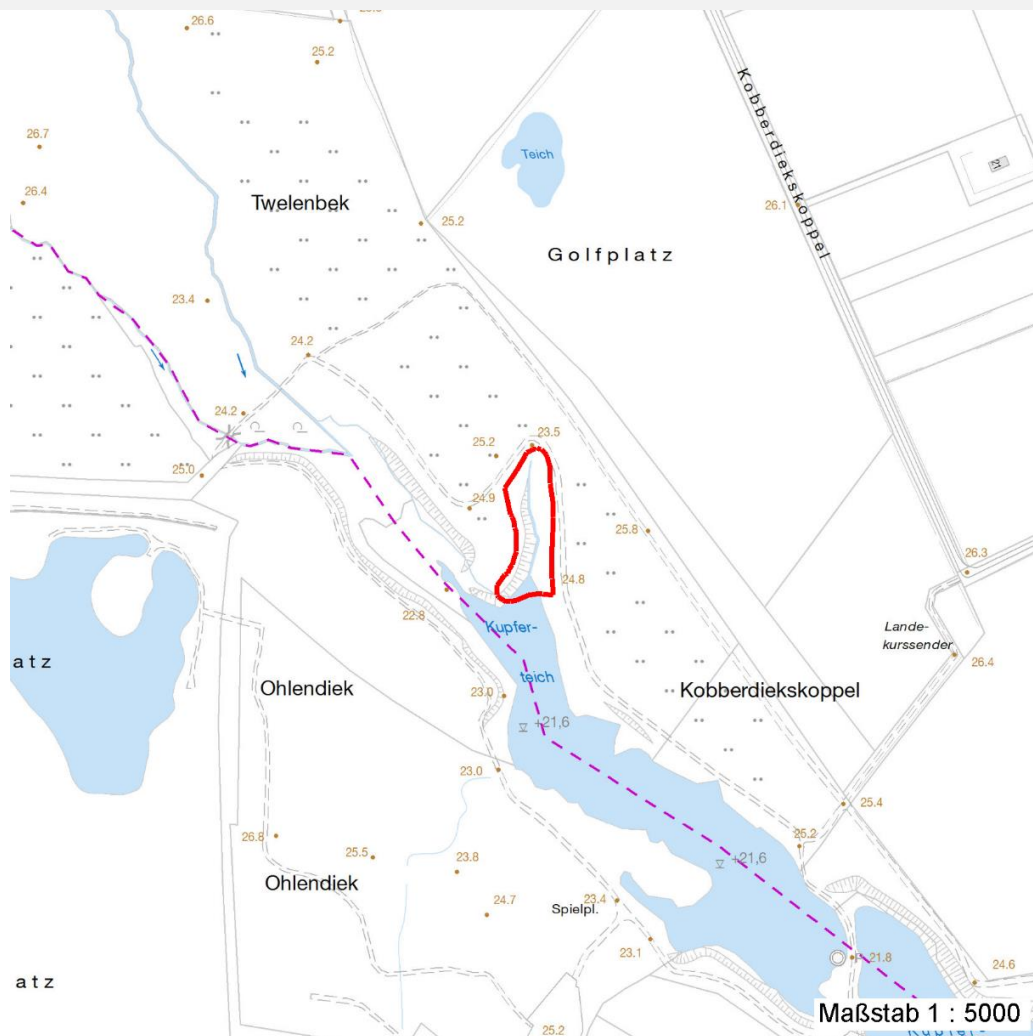 26.6
25.2
26.7
Teich
Kobberdiekskoppel
21
26.4
Twelenbek
25.2
26.1
Golfplatz
23.4
24.2
24.2
25.2
23.5
25.0
24.9
25.8
24.8
26.3
22.8
Kupfer-
teich
Lande-
kurssender
26.4
atz
Ohlendiek
23.0
Kobberdiekskoppel
+21,6
23.0
25.4
26.8
25.5
23.8
25.2
+21,6
Ohlendiek
24.7
Spielpl.
23.4
23.1
21.8
24.6
atz
25.2
Maßstab 1 : 5000